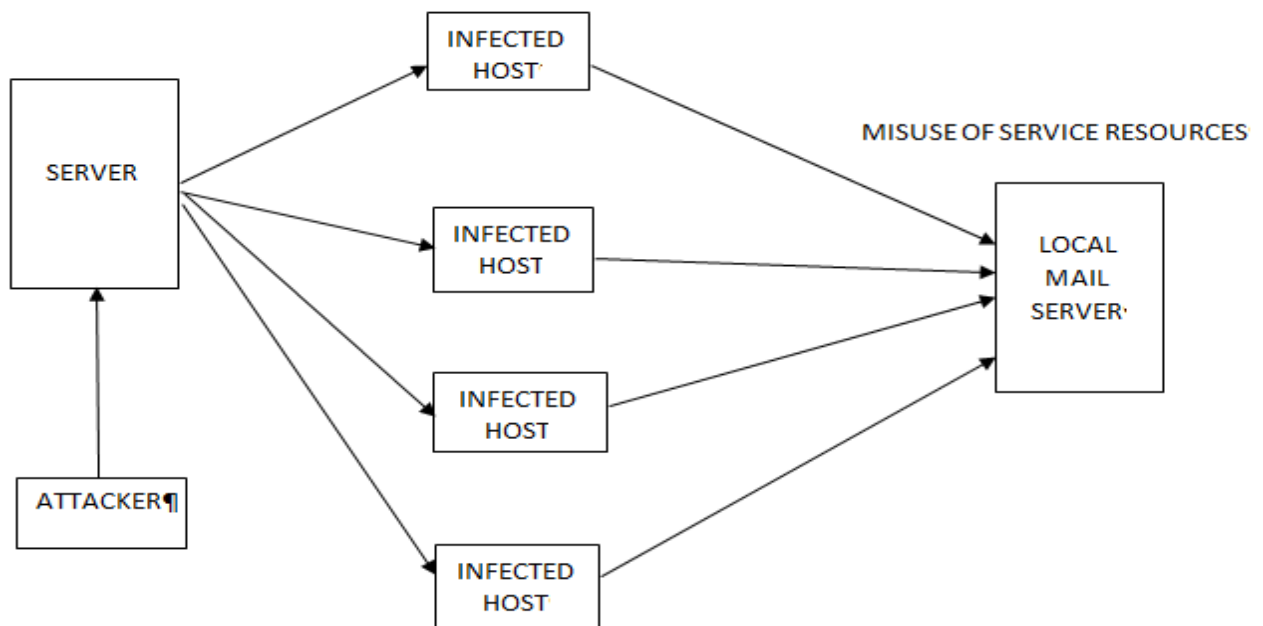 INFECTED
HOST
MISUSE OF SERVICE RESOURCES
SERVER
INFECTED
HOST
LOCAL
MAIL
SERVER
INFECTED
HOST
ATTACKER¶
INFECTED
HOST